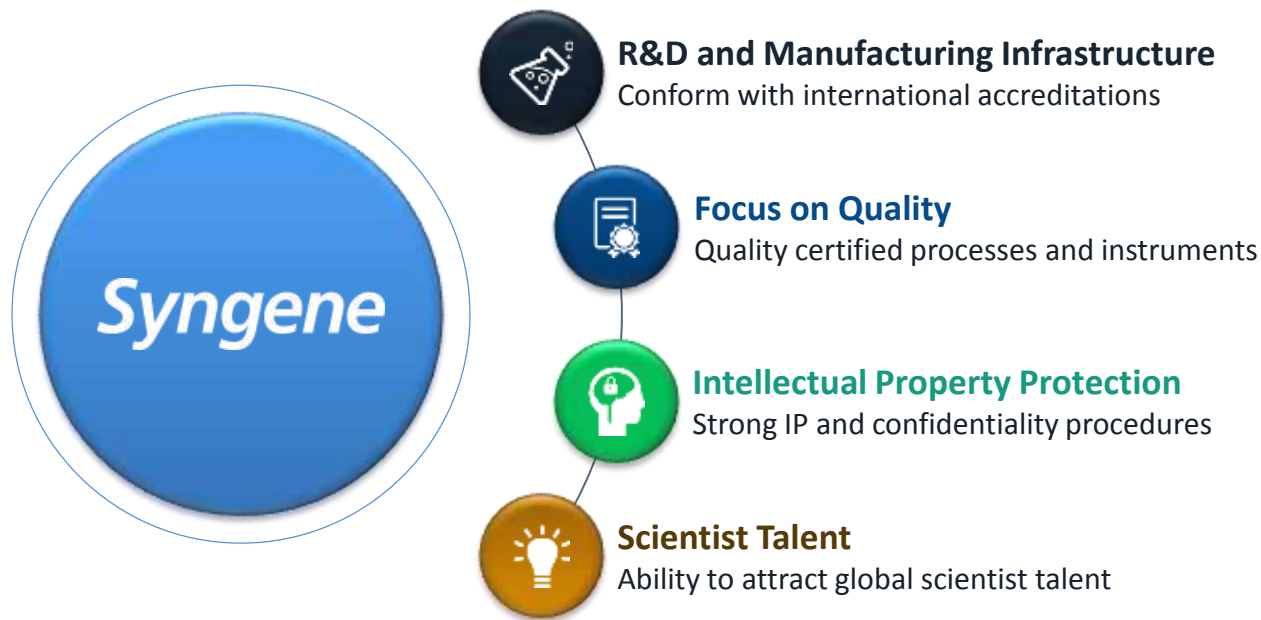 Syngene
R&D and Manufacturing Infrastructure
Conform with international accreditations
Focus on Quality
Quality certified processes and instruments
Intellectual Property Protection
Strong IP and confidentiality procedures
Scientist Talent
Ability to attract global scientist talent